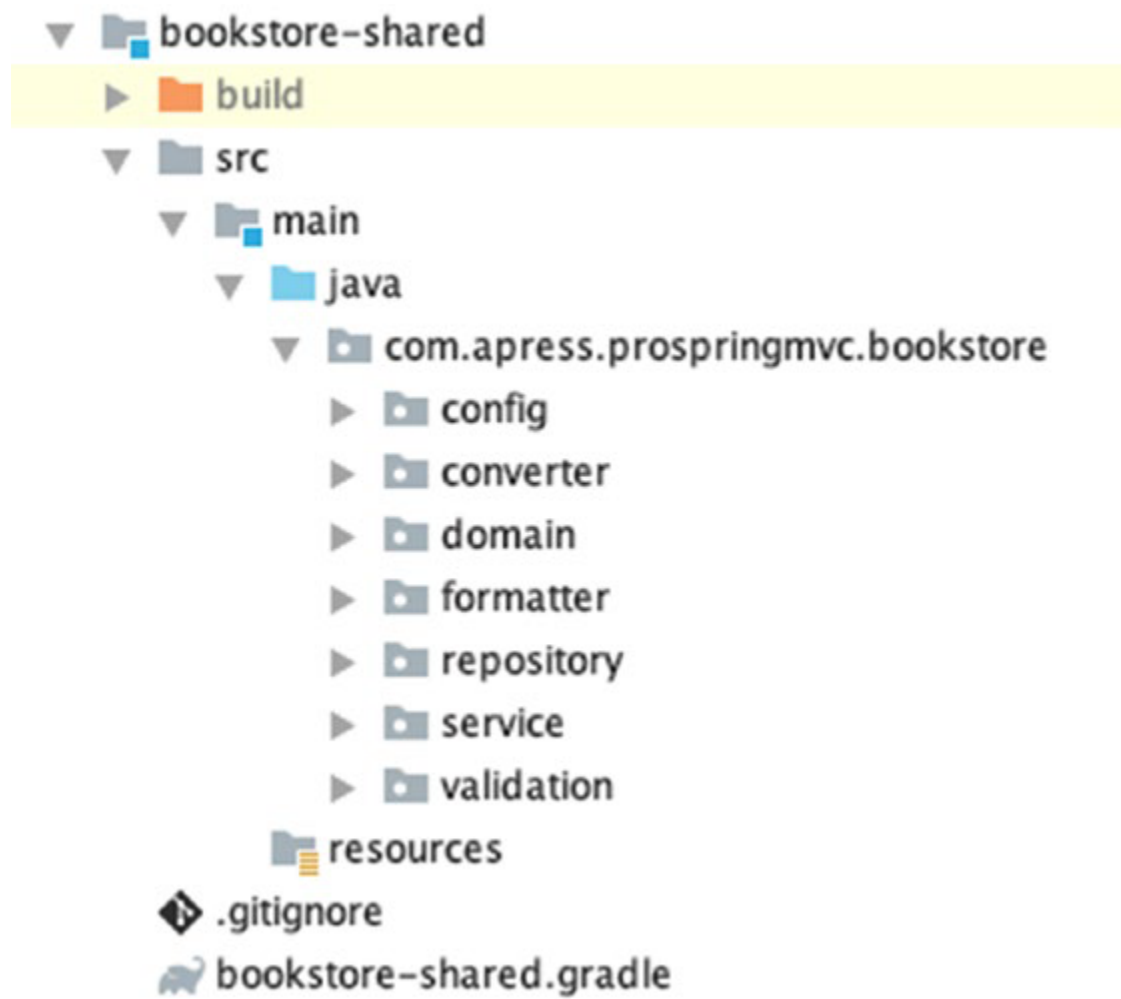 bookstore-shared
build
src
main
java
com.apress.prospringmvc.bookstore
config
converter
domain
formatter
repository
service
validation
resources
.gitignore
bookstore-shared.gradle